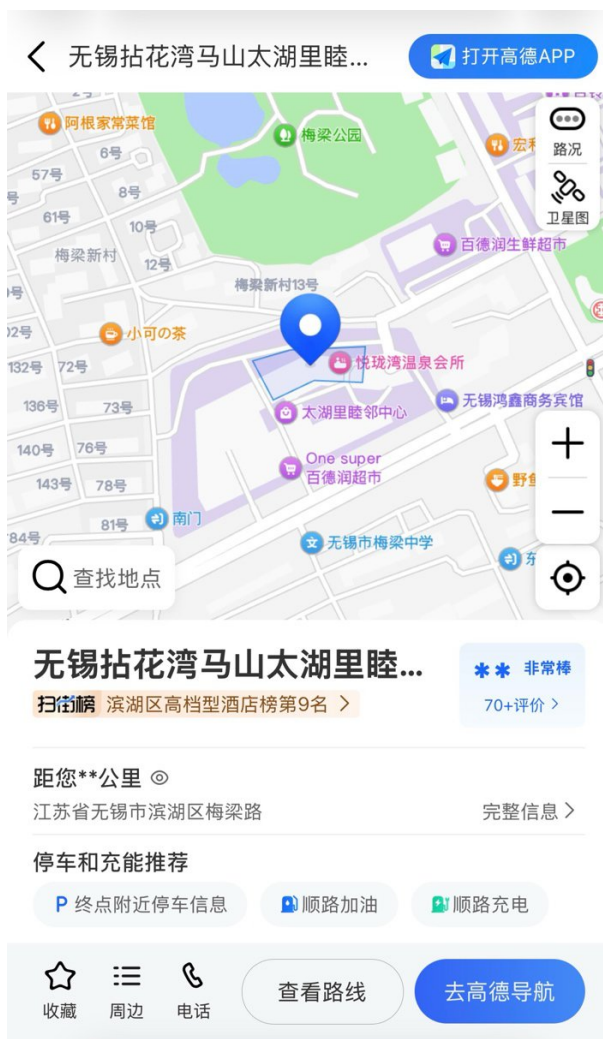 无锡拈花湾马山太湖里睦...
打开高德APP
阿根家常菜馆
6号
梅梁公园
路况
57号
8号
卫星图
61号
10号
百德润生鲜超市
梅梁新村
12号
梅梁新村13号
小可の茶
132号
72号
悦珑湾温泉会所
136号
73号
太湖里睦邻中心
无锡鸿鑫商务宾馆
140号
76号
One super
百德润超市
143号
78号
81号
南门
无锡市梅梁中学
查找地点
无锡拈花湾马山太湖里睦...
** 非常棒
扫街榜 滨湖区高档型酒店榜第9名 >
70+评价 >
距您**公里
江苏省无锡市滨湖区梅梁路
完整信息 >
停车和充能推荐
P 终点附近停车信息
顺路加油
顺路充电
收藏
周边
电话
查看路线
去高德导航